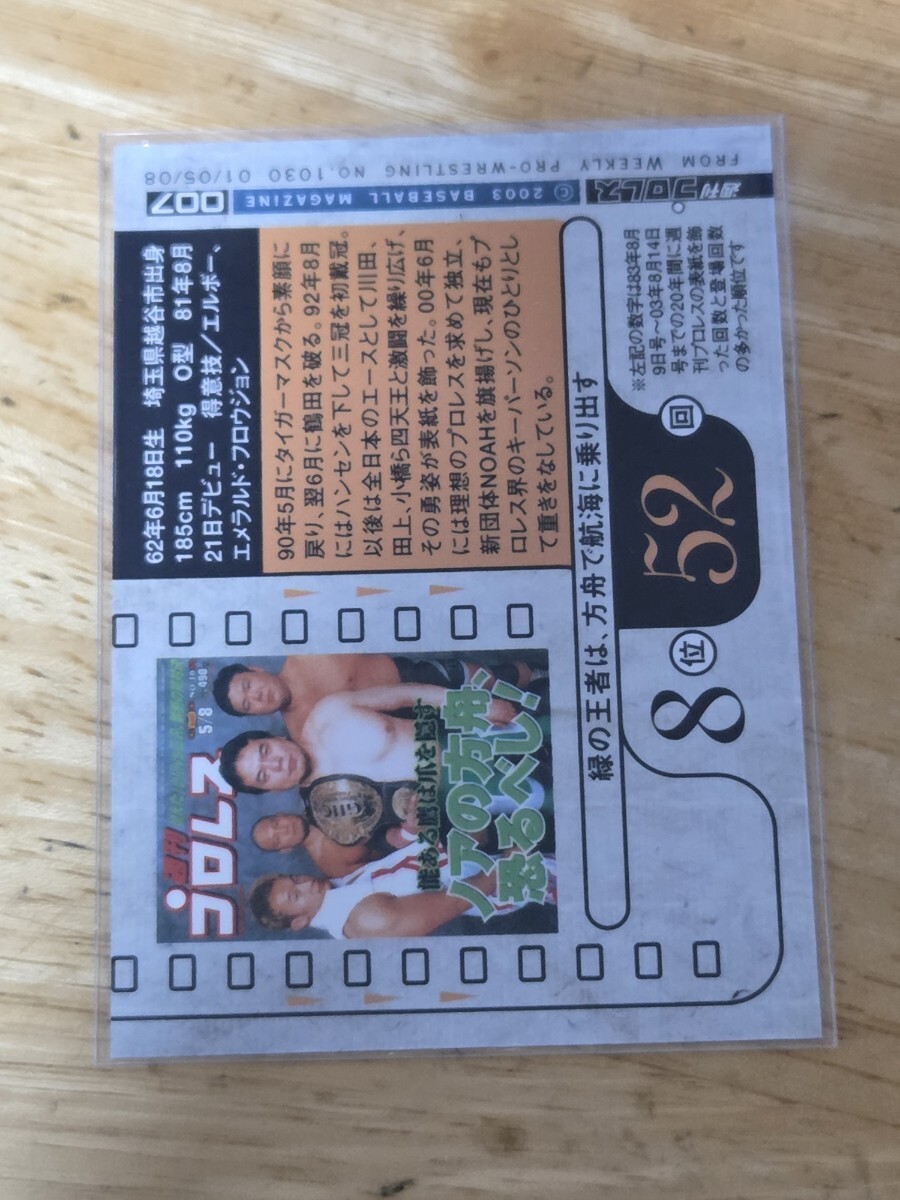 週刊プロレス
FROM WEEKLY PRO-WRESTLING NO.1030 01/05/08
© 2003 BASEBALL MAGAZINE
007
62年6月18日生 埼玉県越谷市出身
185cm 110kg O型 81年8月
21日デビュー 得意技/エルボー、
エメラルド・フロウジョン
90年5月にタイガーマスクから素顔に
戻り、翌6月に鶴田を破る。92年8月
にはハンセンを下して三冠を初戴冠。
以後は全日本のエースとして川田、
田上、小橋ら四天王と激闘を繰り広げ、
その勇姿が表紙を飾った。00年6月
には理想のプロレスを求めて独立、
新団体NOAHを旗揚げし、現在もプ
ロレス界のキーパーソンのひとりとし
て重きをなしている。
週刊
プロレス
5/8
490
能ある鷹は爪を隠す
ノアの方舟、
恐るべし!
緑の王者は、方舟で航海に乗り出す
8位
52回
※左記の数字は83年8月
9日号〜03年8月14日
号までの20年間に週
刊プロレスの表紙を飾
った回数と登場回数
の多かった順位です